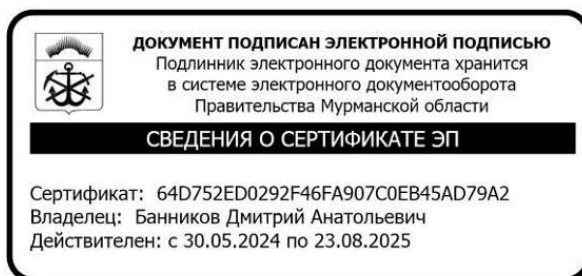 ДОКУМЕНТ ПОДПИСАН ЭЛЕКТРОННОЙ ПОДПИСЬЮ
Подлинник электронного документа хранится
в системе электронного документооборота
Правительства Мурманской области
СВЕДЕНИЯ О СЕРТИФИКАТЕ ЭП
Сертификат: 64D752ED0292F46FA907C0EB45AD79A2
Владелец: Банников Дмитрий Анатольевич
Действителен: с 30.05.2024 по 23.08.2025